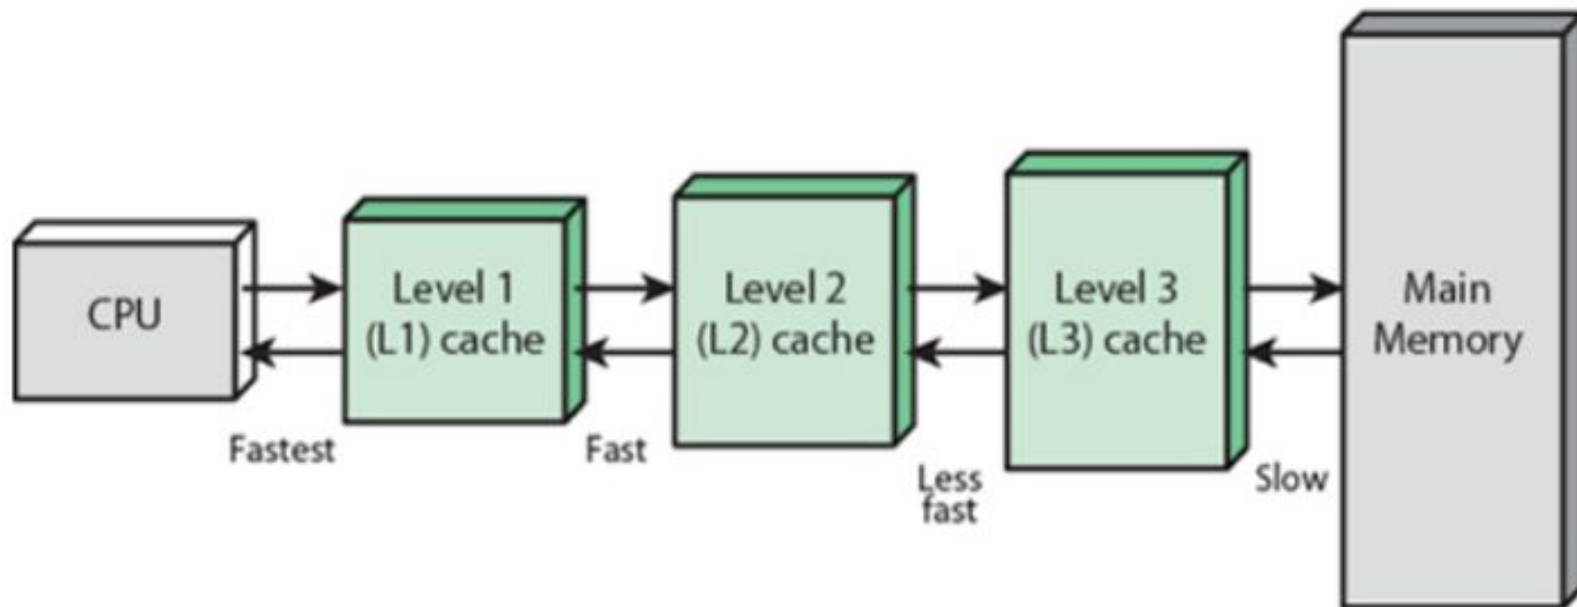 CPU
Level 1
(L1) cache
Level 2
(L2) cache
Level 3
(L3) cache
Main
Memory
Fastest
Fast
Less
fast
Slow